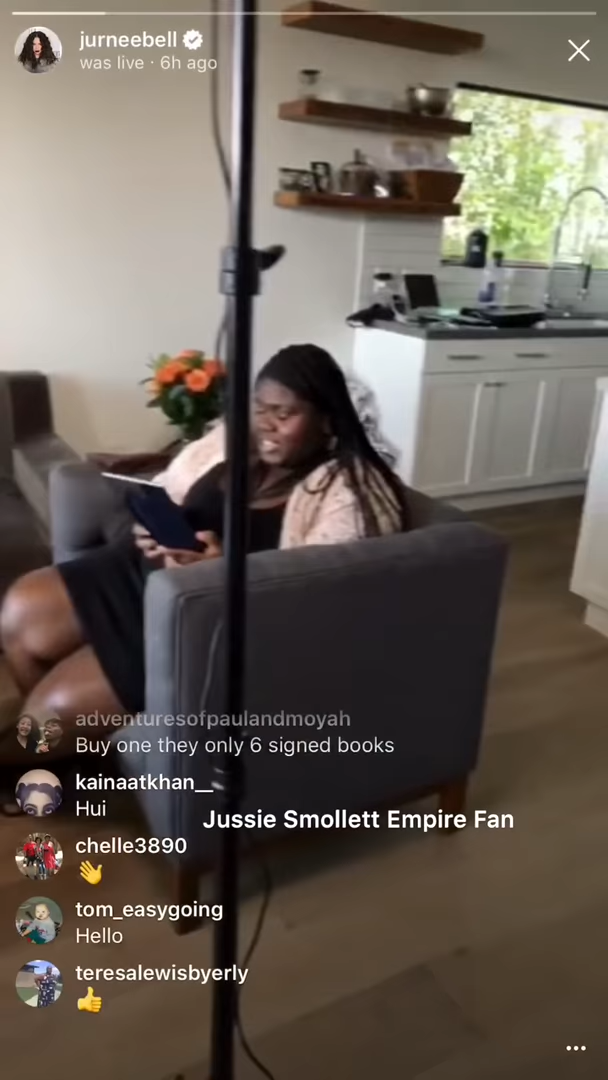 jurneebell
was live · 6h ago
adventuresofpaulandmoyah
Buy one they only 6 signed books
kainaatkhan__
Hui
Jussie Smollett Empire Fan
chelle3890
👋
tom_easygoing
Hello
teresalewisbyerly
👍